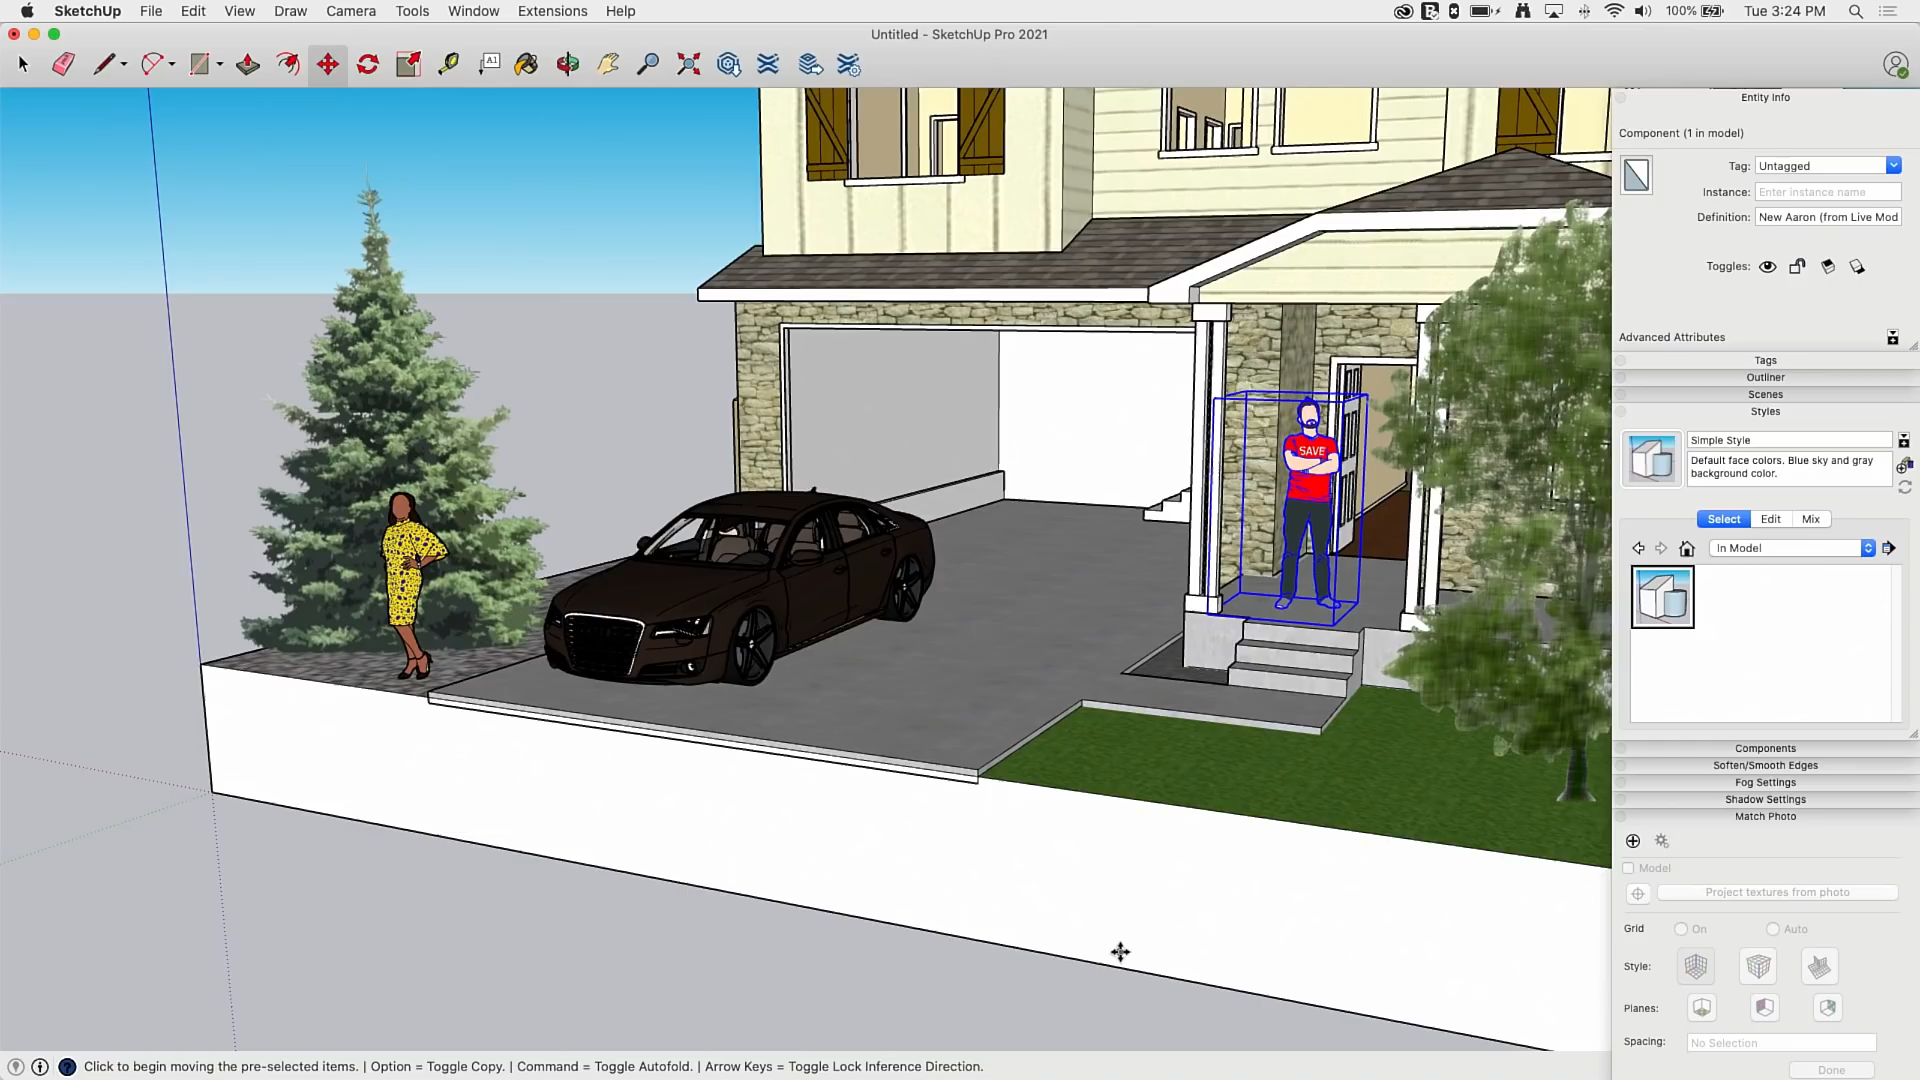 SketchUp File Edit View Draw Camera Tools Window Extensions Help
100% Tue 3:24 PM
Untitled - SketchUp Pro 2021
A1
Entity Info
Component (1 in model)
Tag: Untagged
Instance: Enter instance name
Definition: New Aaron (from Live Mod
Toggles:
Advanced Attributes
Tags
Outliner
Scenes
Styles
Simple Style
Default face colors. Blue sky and gray
background color.
Select Edit Mix
In Model
Components
Soften/Smooth Edges
Fog Settings
Shadow Settings
Match Photo
Model
Project textures from photo
Grid On Auto
Style:
Planes:
Spacing: No Selection
Done
SAVE
Click to begin moving the pre-selected items. | Option = Toggle Copy. | Command = Toggle Autofold. | Arrow Keys = Toggle Lock Inference Direction.